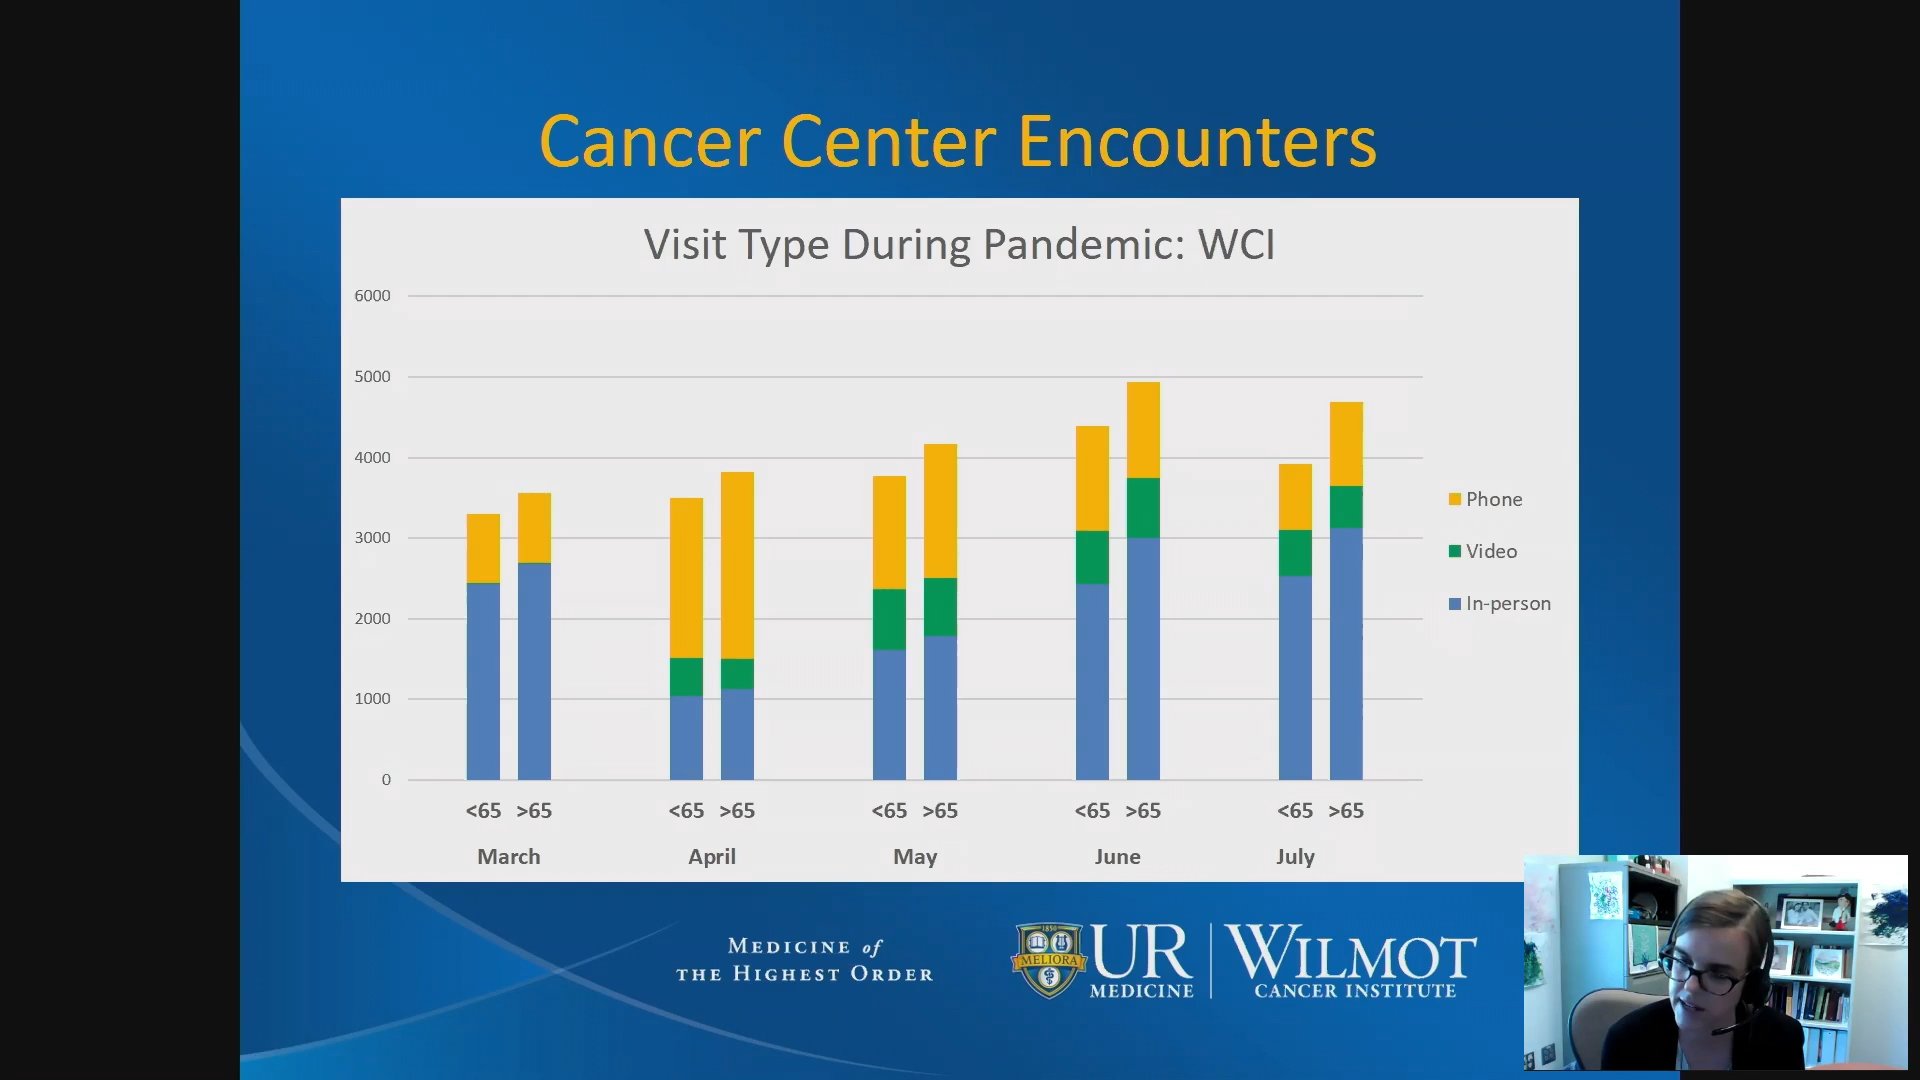 Cancer Center Encounters
Visit Type During Pandemic: WCI
6000
5000
4000
3000
2000
1000
0
<65 >65 <65 >65 <65 >65 <65 >65 <65 >65
March April May June July
Phone
Video
In-person
MEDICINE of
THE HIGHEST ORDER
1850
MELIORA
UR
MEDICINE
WILMOT
CANCER INSTITUTE